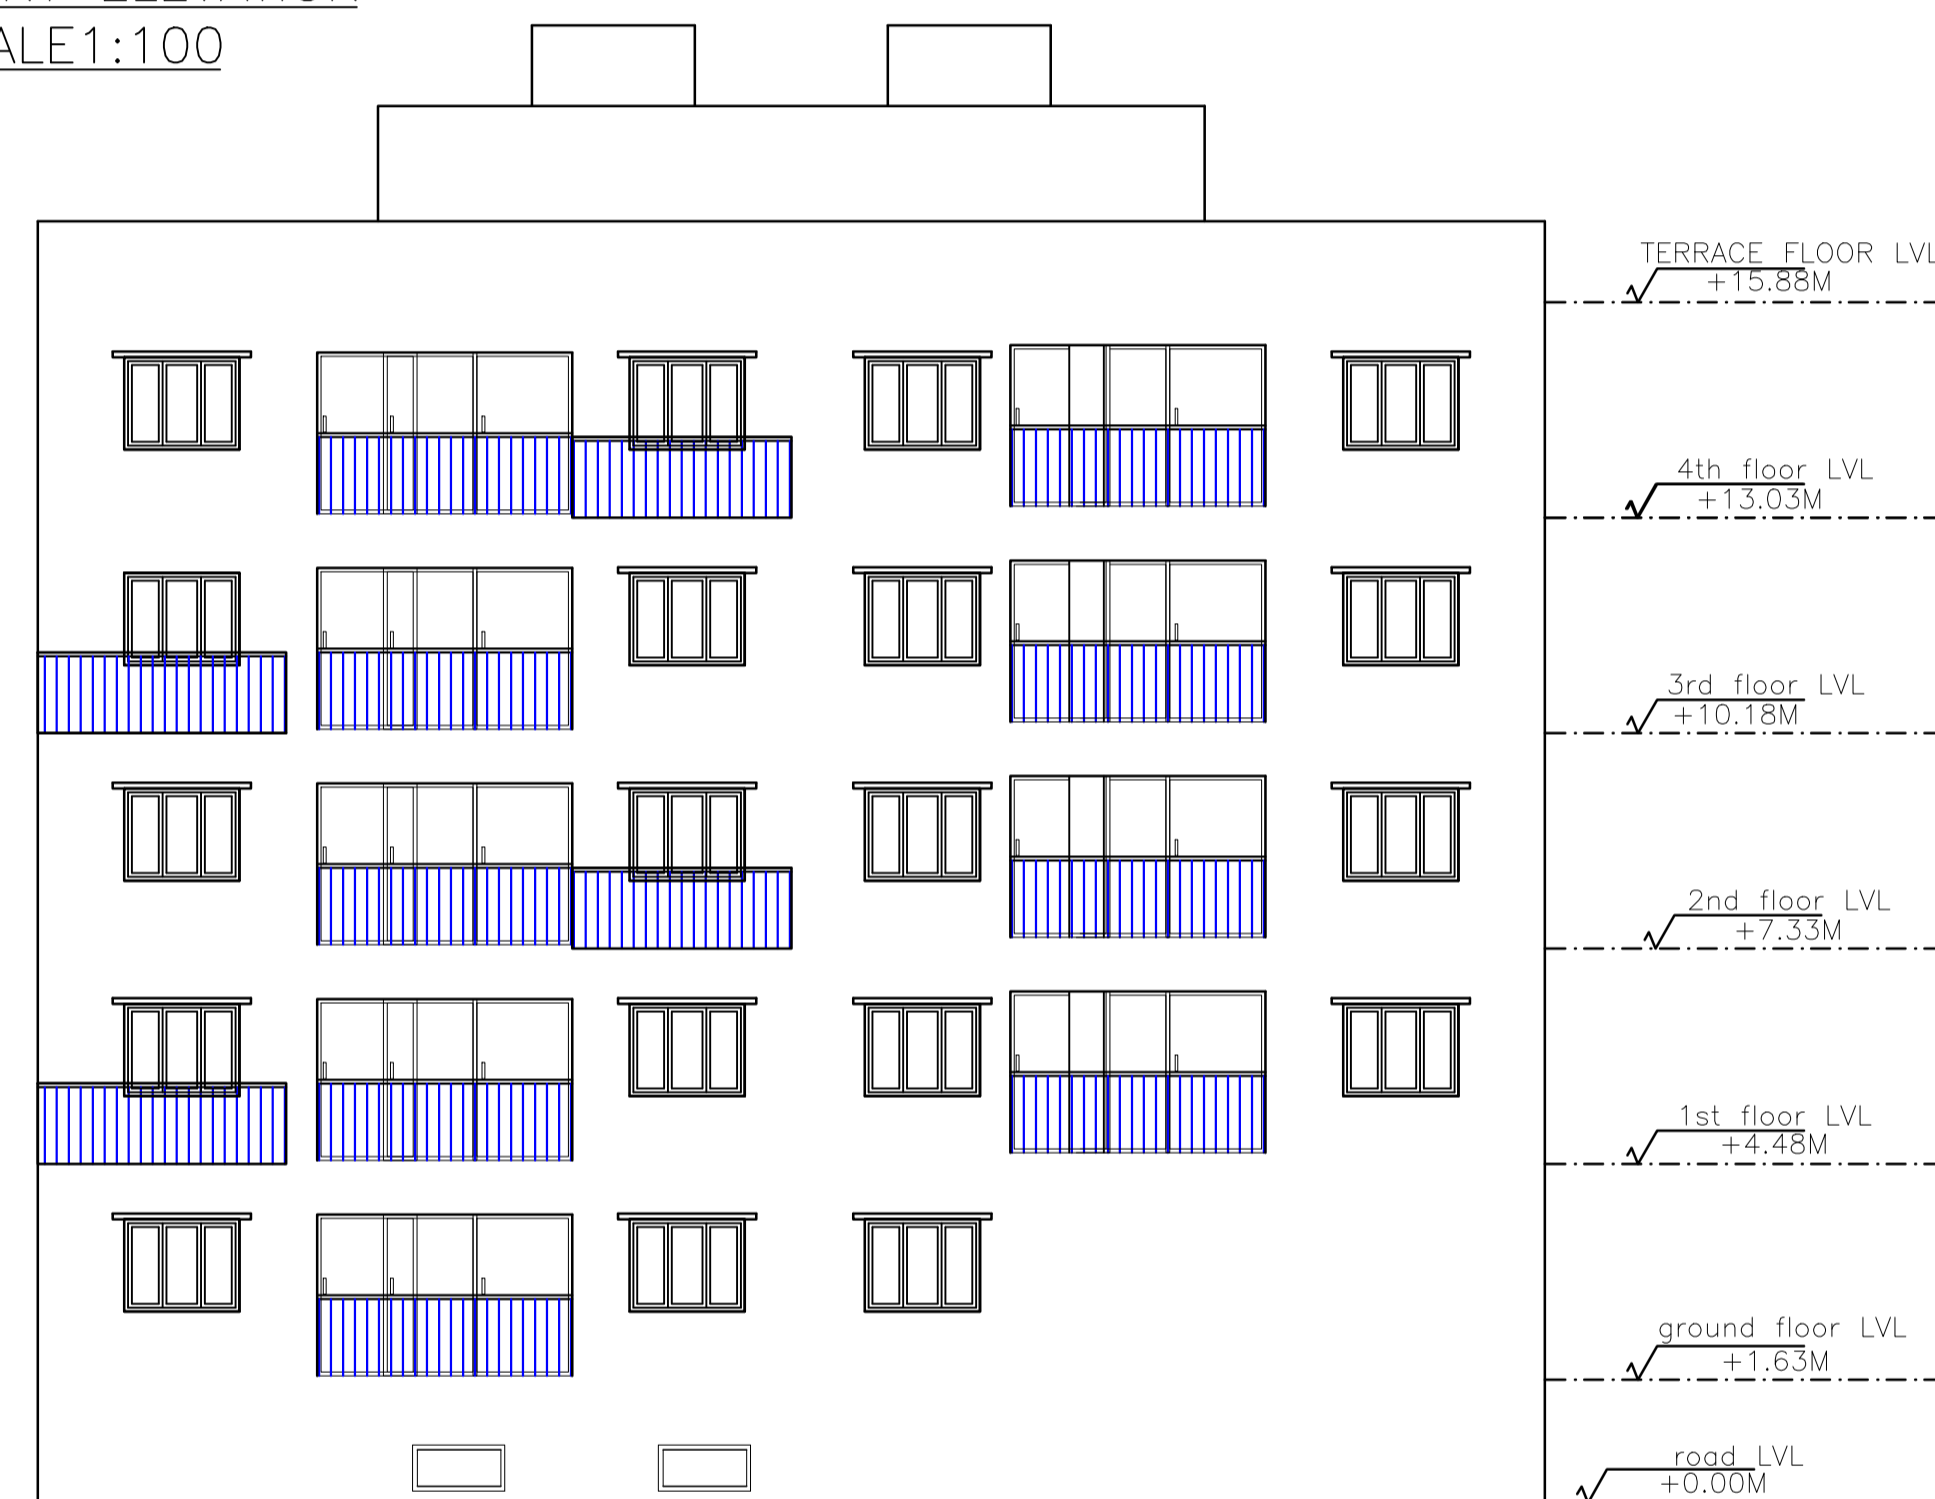 SCALE1:100
TERRACE FLOOR LVL
+15.88M
4th floor LVL
+13.03M
3rd floor LVL
+10.18M
2nd floor LVL
+7.33M
1st floor LVL
+4.48M
ground floor LVL
+1.63M
road LVL
+0.00M